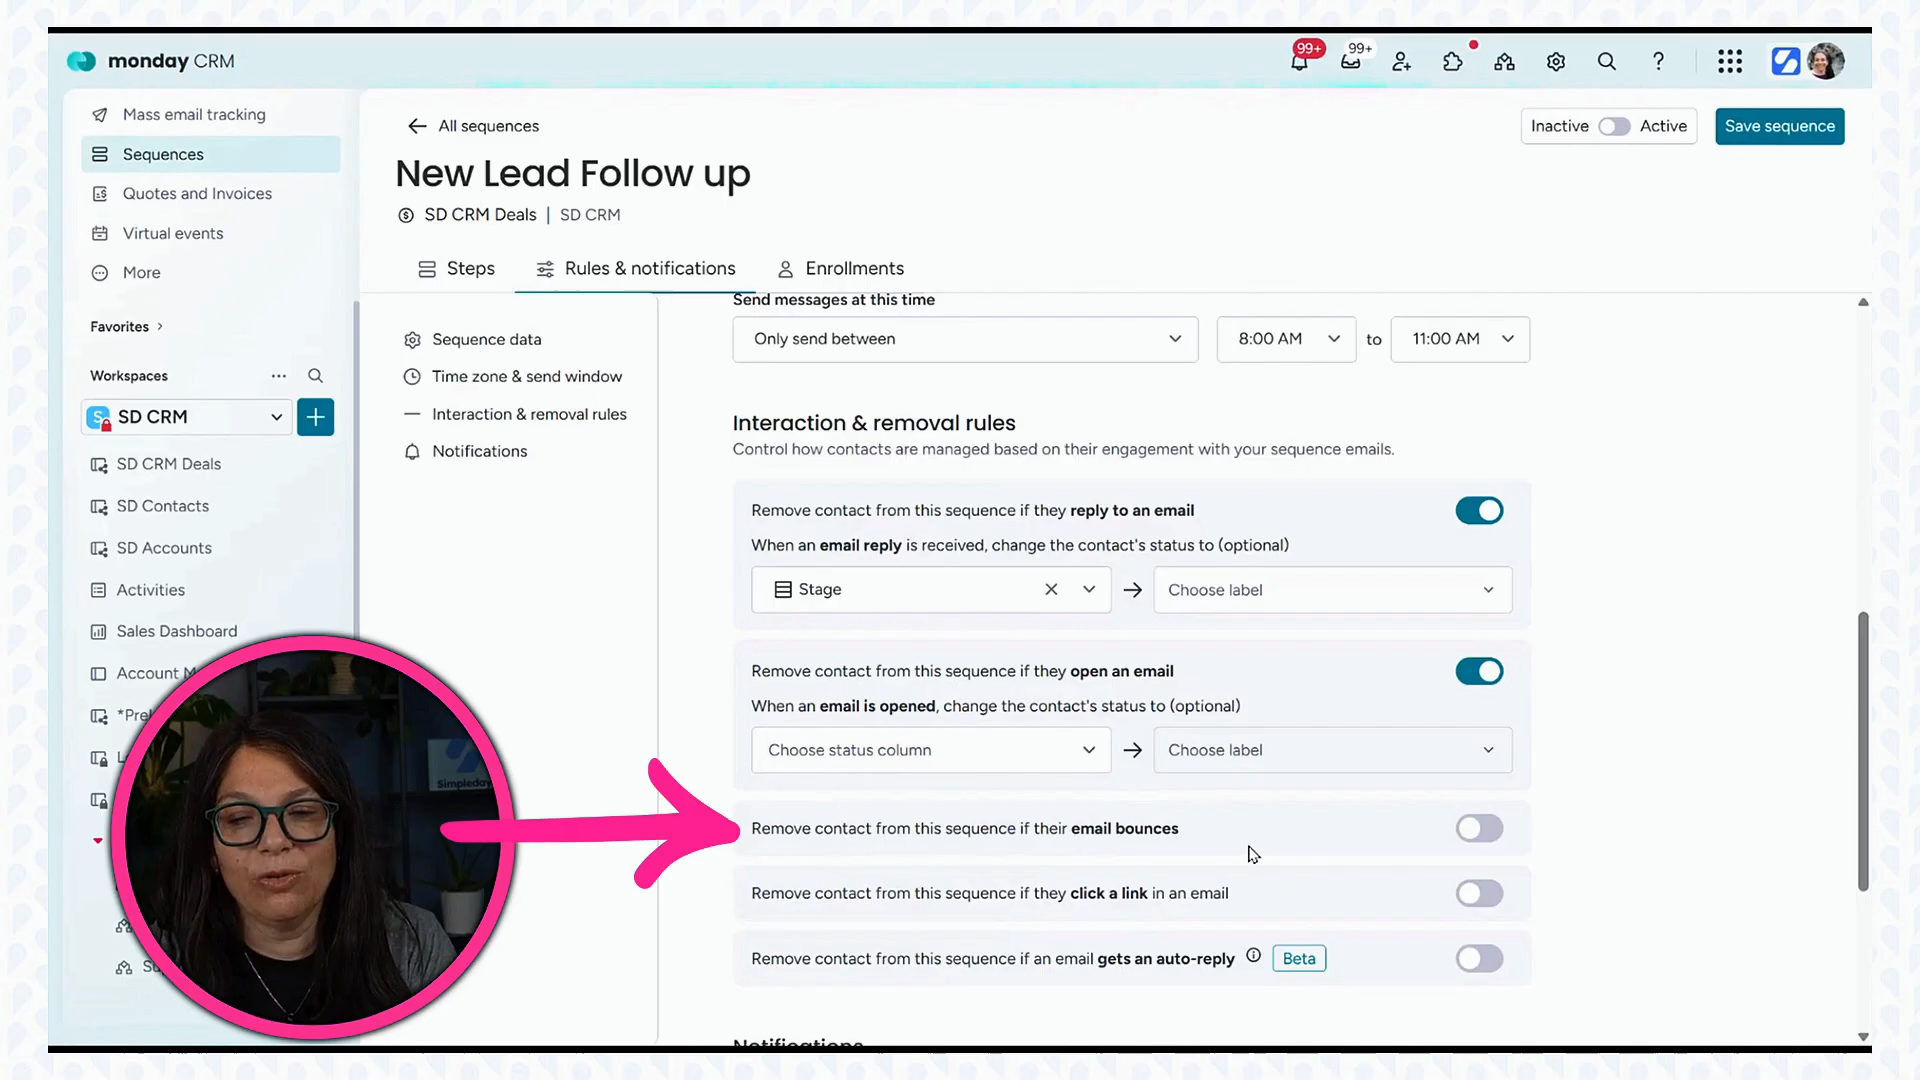 monday CRM
99+
99+
Mass email tracking
Sequences
Quotes and Invoices
Virtual events
More
Favorites
Workspaces
SD CRM
SD CRM Deals
SD Contacts
SD Accounts
Activities
Sales Dashboard
Account
All sequences
Inactive
Active
Save sequence
New Lead Follow up
SD CRM Deals | SD CRM
Steps
Rules & notifications
Enrollments
Sequence data
Time zone & send window
Interaction & removal rules
Notifications
Send messages at this time
Only send between
8:00 AM
to
11:00 AM
Interaction & removal rules
Control how contacts are managed based on their engagement with your sequence emails.
Remove contact from this sequence if they reply to an email
When an email reply is received, change the contact's status to (optional)
Stage
Choose label
Remove contact from this sequence if they open an email
When an email is opened, change the contact's status to (optional)
Choose status column
Choose label
Remove contact from this sequence if their email bounces
Remove contact from this sequence if they click a link in an email
Remove contact from this sequence if an email gets an auto-reply
Beta
Notifications
Simpleday